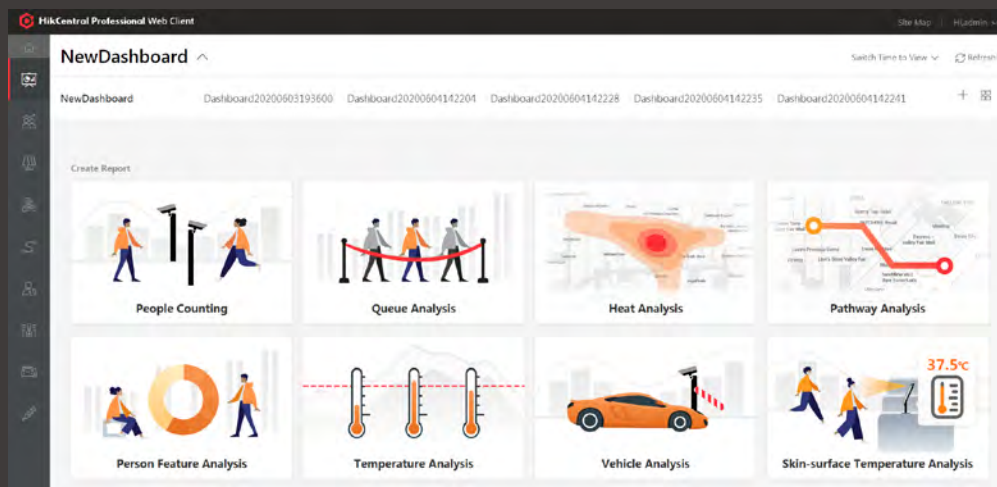 HikCentral Professional Web Client
Site Map
NewDashboard
Switch Time to View
Refresh
NewDashboard
Dashboard20200603193600
Dashboard20200604142204
Dashboard20200604142228
Dashboard20200604142235
Dashboard20200604142241
Create Report
People Counting
Queue Analysis
Heat Analysis
Pathway Analysis
37.5℃
Person Feature Analysis
Temperature Analysis
Vehicle Analysis
Skin-surface Temperature Analysis